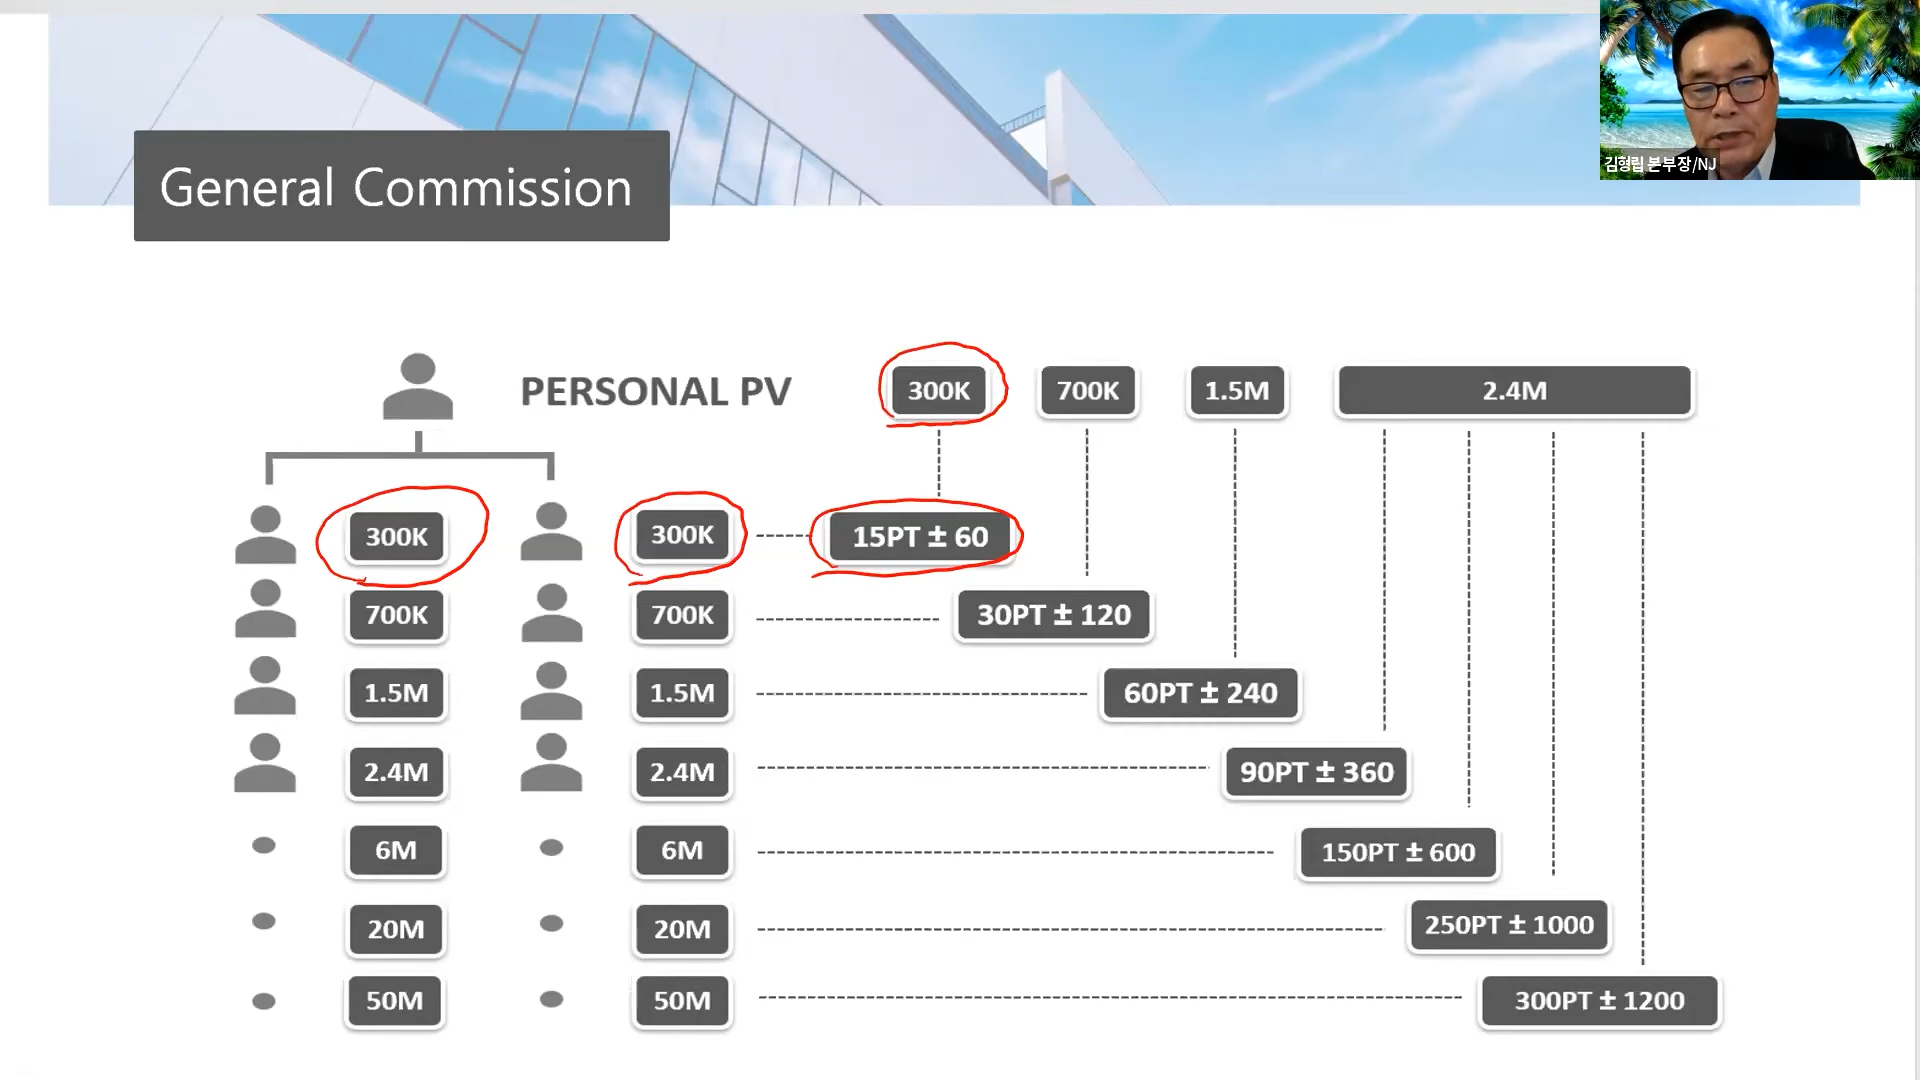 김형립 본부장/NJ
General Commission
PERSONAL PV 300K 700K 1.5M 2.4M
300K 300K 15PT ± 60
700K 700K 30PT ± 120
1.5M 1.5M 60PT ± 240
2.4M 2.4M 90PT ± 360
6M 6M 150PT ± 600
20M 20M 250PT ± 1000
50M 50M 300PT ± 1200